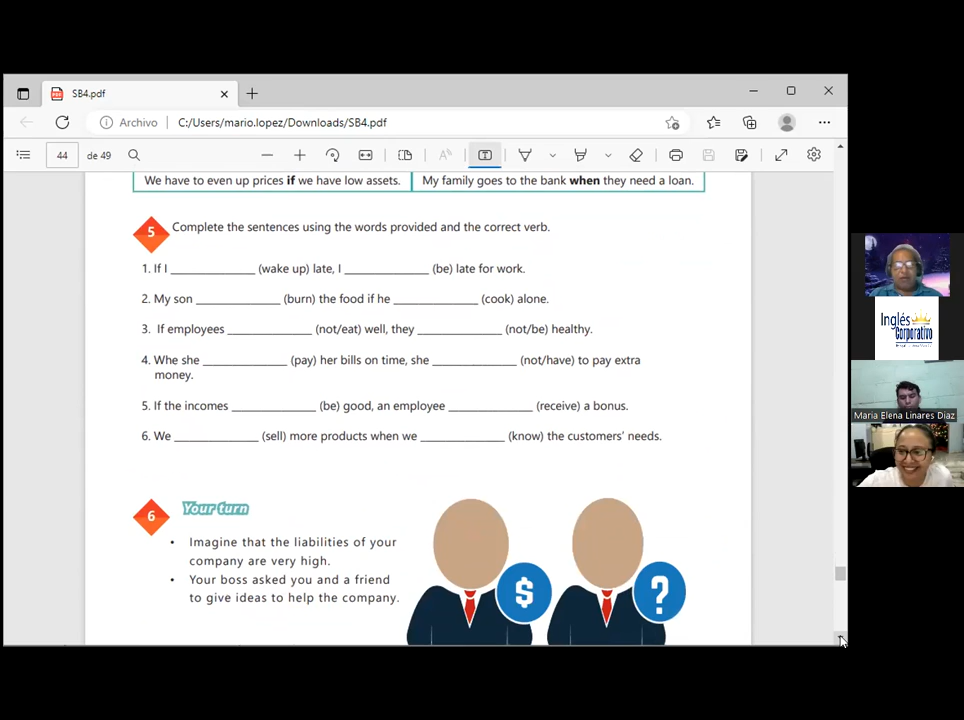 SB4.pdf
Archivo C:/Users/mario.lopez/Downloads/SB4.pdf
44 de 49
We have to even up prices if we have low assets. My family goes to the bank when they need a loan.
5 Complete the sentences using the words provided and the correct verb.
1. If I ______________ (wake up) late, I ______________ (be) late for work.
2. My son ______________ (burn) the food if he ______________ (cook) alone.
3. If employees ______________ (not/eat) well, they ______________ (not/be) healthy.
4. Whe she ______________ (pay) her bills on time, she ______________ (not/have) to pay extra
money.
5. If the incomes ______________ (be) good, an employee ______________ (receive) a bonus.
6. We ______________ (sell) more products when we ______________ (know) the customers' needs.
6 Your turn
• Imagine that the liabilities of your
company are very high.
• Your boss asked you and a friend
to give ideas to help the company.
$ ?
Inglés
Corporativo
Maria Elena Linares Diaz